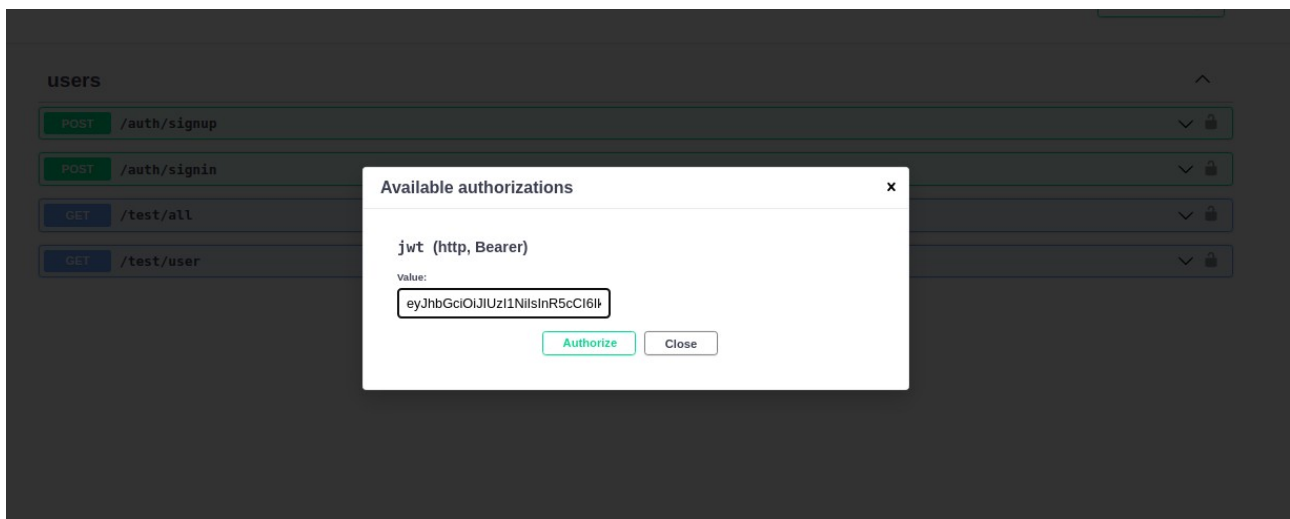 users
POST /auth/signup
POST /auth/signin
GET /test/all
GET /test/user
Available authorizations x
jwt (http, Bearer)
Value:
eyJhbGciOiJIUzI1NiIsInR5cCI6Ik
Authorize Close